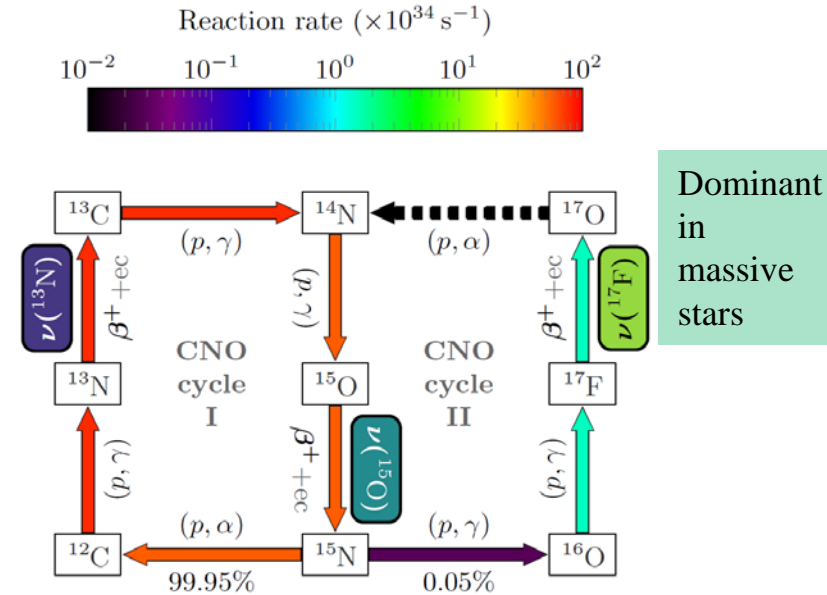 Reaction rate (×10³⁴ s⁻¹)
10⁻² 10⁻¹ 10⁰ 10¹ 10²
¹³C ¹⁴N ¹⁷O
(p, γ) (p, α)
Dominant
in
massive
stars
ν(¹³N) β⁺+ec (p,γ) β⁺+ec ν(¹⁷F)
CNO
cycle
I
CNO
cycle
II
¹³N ¹⁵O ¹⁷F
(p, γ) β⁺+ec ν(¹⁵O) (p, γ)
(p, α) (p, γ)
¹²C ¹⁵N ¹⁶O
99.95% 0.05%